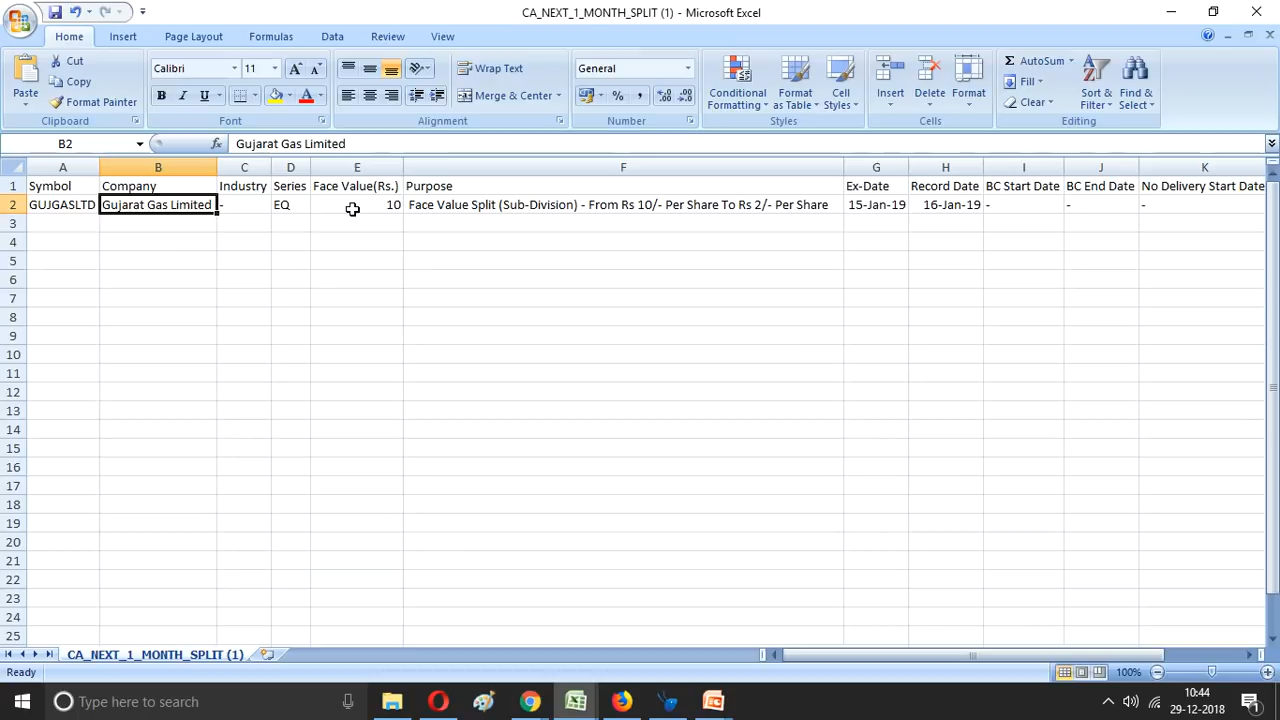 CA_NEXT_1_MONTH_SPLIT (1) - Microsoft Excel
Home Insert Page Layout Formulas Data Review View
Paste Cut Copy Format Painter Clipboard
Calibri 11 A A B I U A Font
Wrap Text Merge & Center Alignment
General % , Number
Conditional Formatting Format as Table Cell Styles Styles
Insert Delete Format Cells
Σ AutoSum Fill Clear Sort & Filter Find & Select Editing
B2 fx Gujarat Gas Limited
A B C D E F G H I J K
1 Symbol Company Industry Series Face Value(Rs.) Purpose Ex-Date Record Date BC Start Date BC End Date No Delivery Start Date
2 GUJGASLTD Gujarat Gas Limited - EQ 10 Face Value Split (Sub-Division) - From Rs 10/- Per Share To Rs 2/- Per Share 15-Jan-19 16-Jan-19 - - -
3
4
5
6
7
8
9
10
11
12
13
14
15
16
17
18
19
20
21
22
23
24
25
CA_NEXT_1_MONTH_SPLIT (1)
Ready 100%
Type here to search 10:44
29-12-2018 1